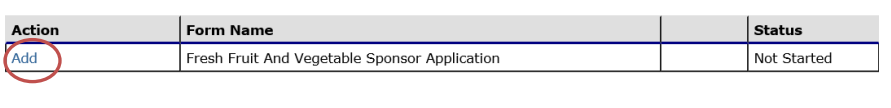 Action Form Name Status
Add Fresh Fruit And Vegetable Sponsor Application Not Started